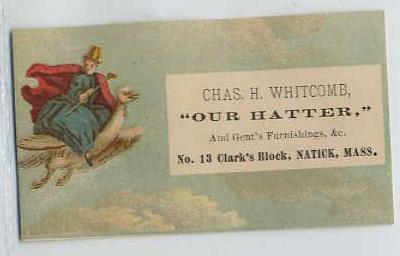 CHAS. H. WHITCOMB,
"OUR HATTER,"
And Gent's Furnishings, &c.
No. 13 Clark's Block, NATICK, MASS.